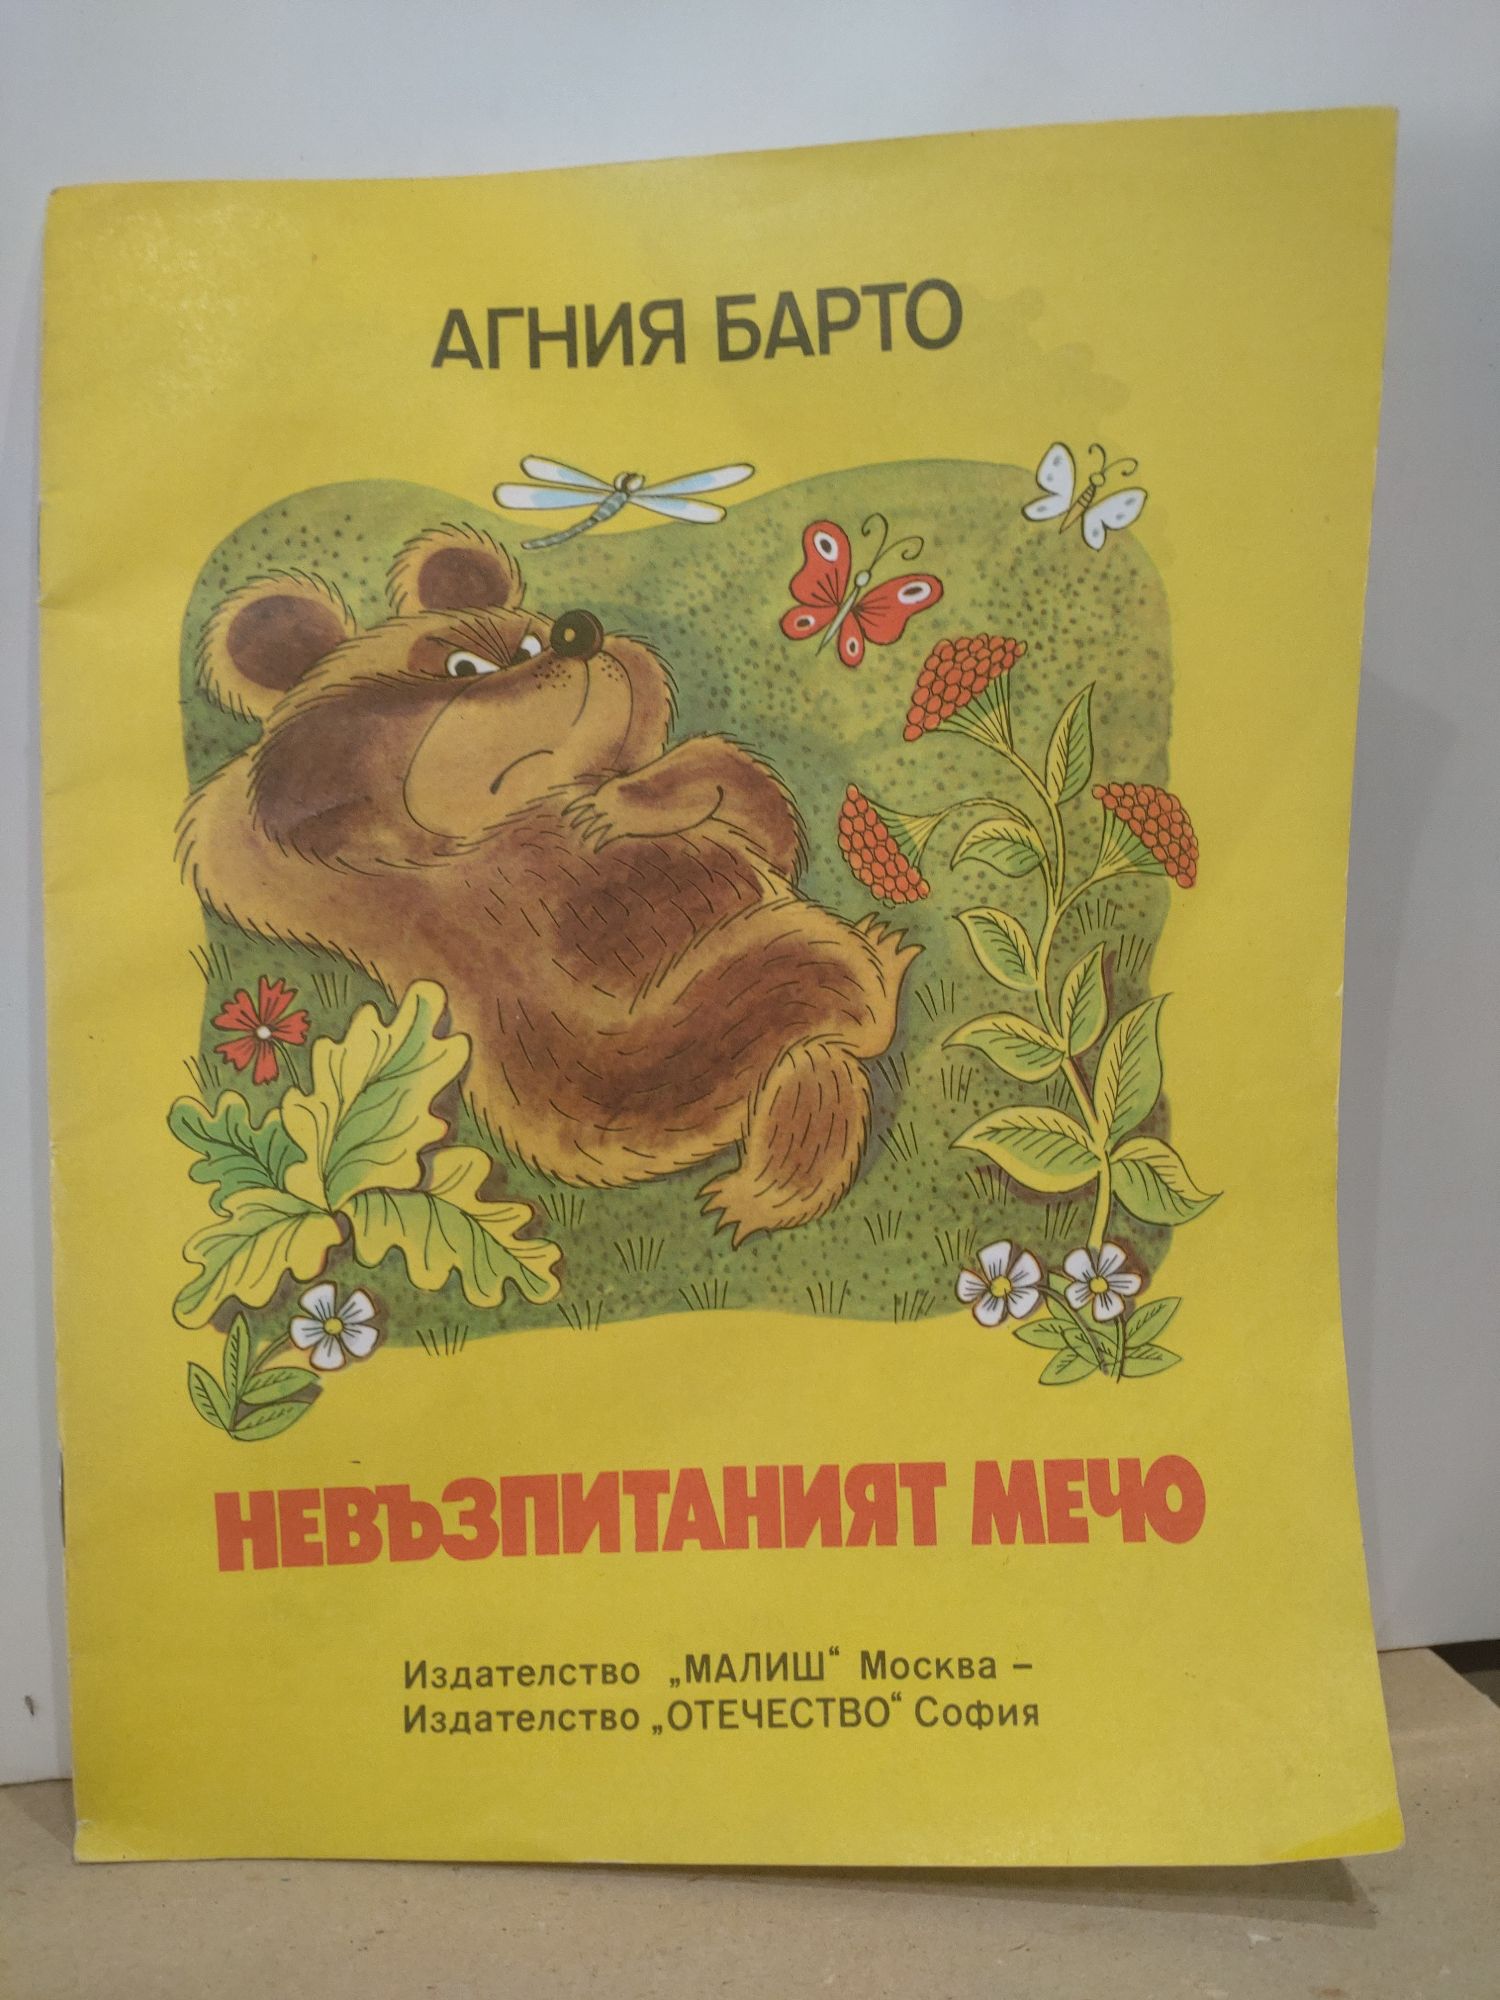 АГНИЯ БАРТО
НЕВЪЗПИТАНИЯТ МЕЧО
Издателство „МАЛИШ“ Москва –
Издателство „ОТЕЧЕСТВО“ София